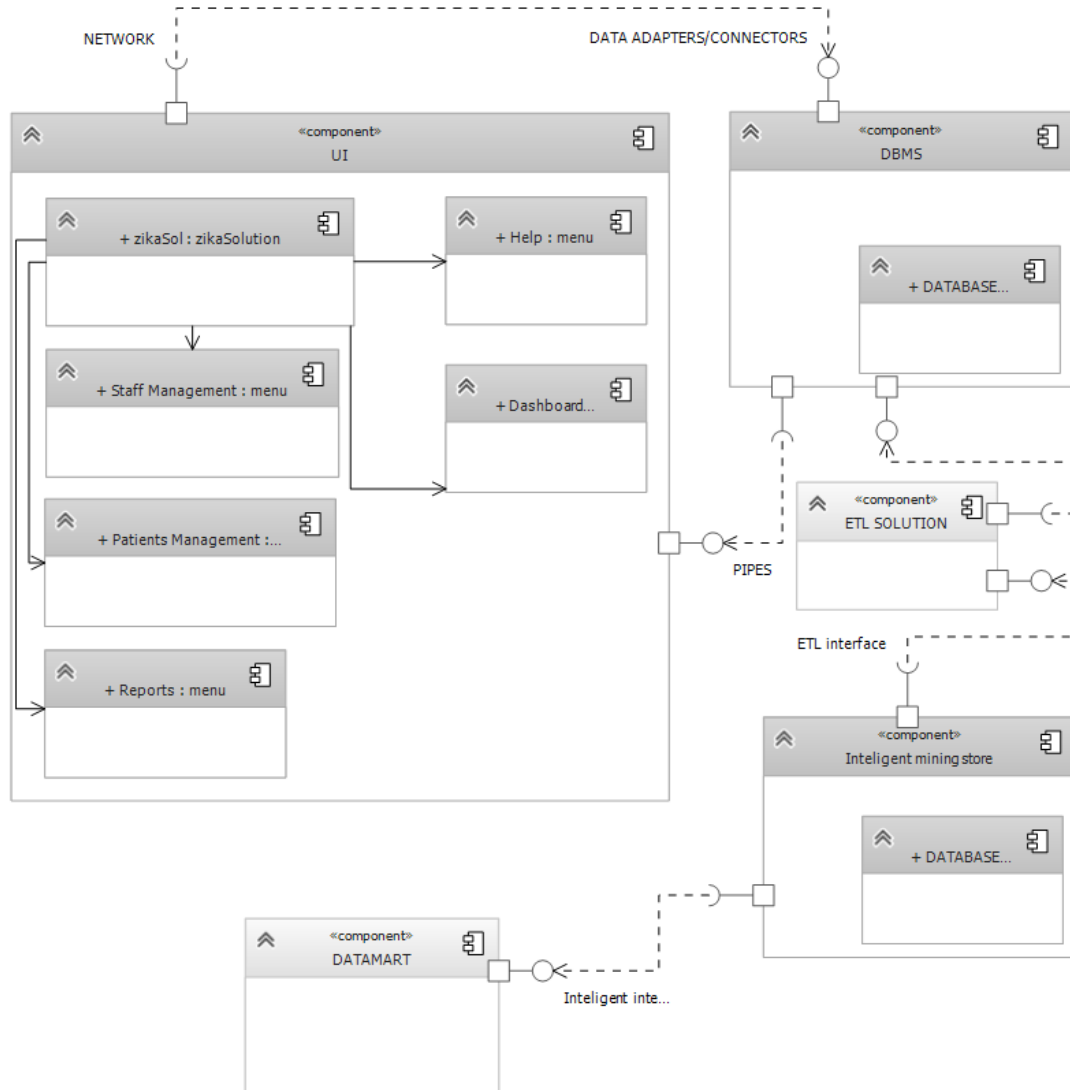 NETWORK
DATA ADAPTERS/CONNECTORS
«component»
UI
«component»
DBMS
+ zikaSol : zikaSolution
+ Help : menu
+ DATABASE...
+ Staff Management : menu
+ Dashboard...
«component»
ETL SOLUTION
+ Patients Management :...
PIPES
ETL interface
+ Reports : menu
«component»
Inteligent mining store
+ DATABASE...
«component»
DATAMART
Inteligent inte...